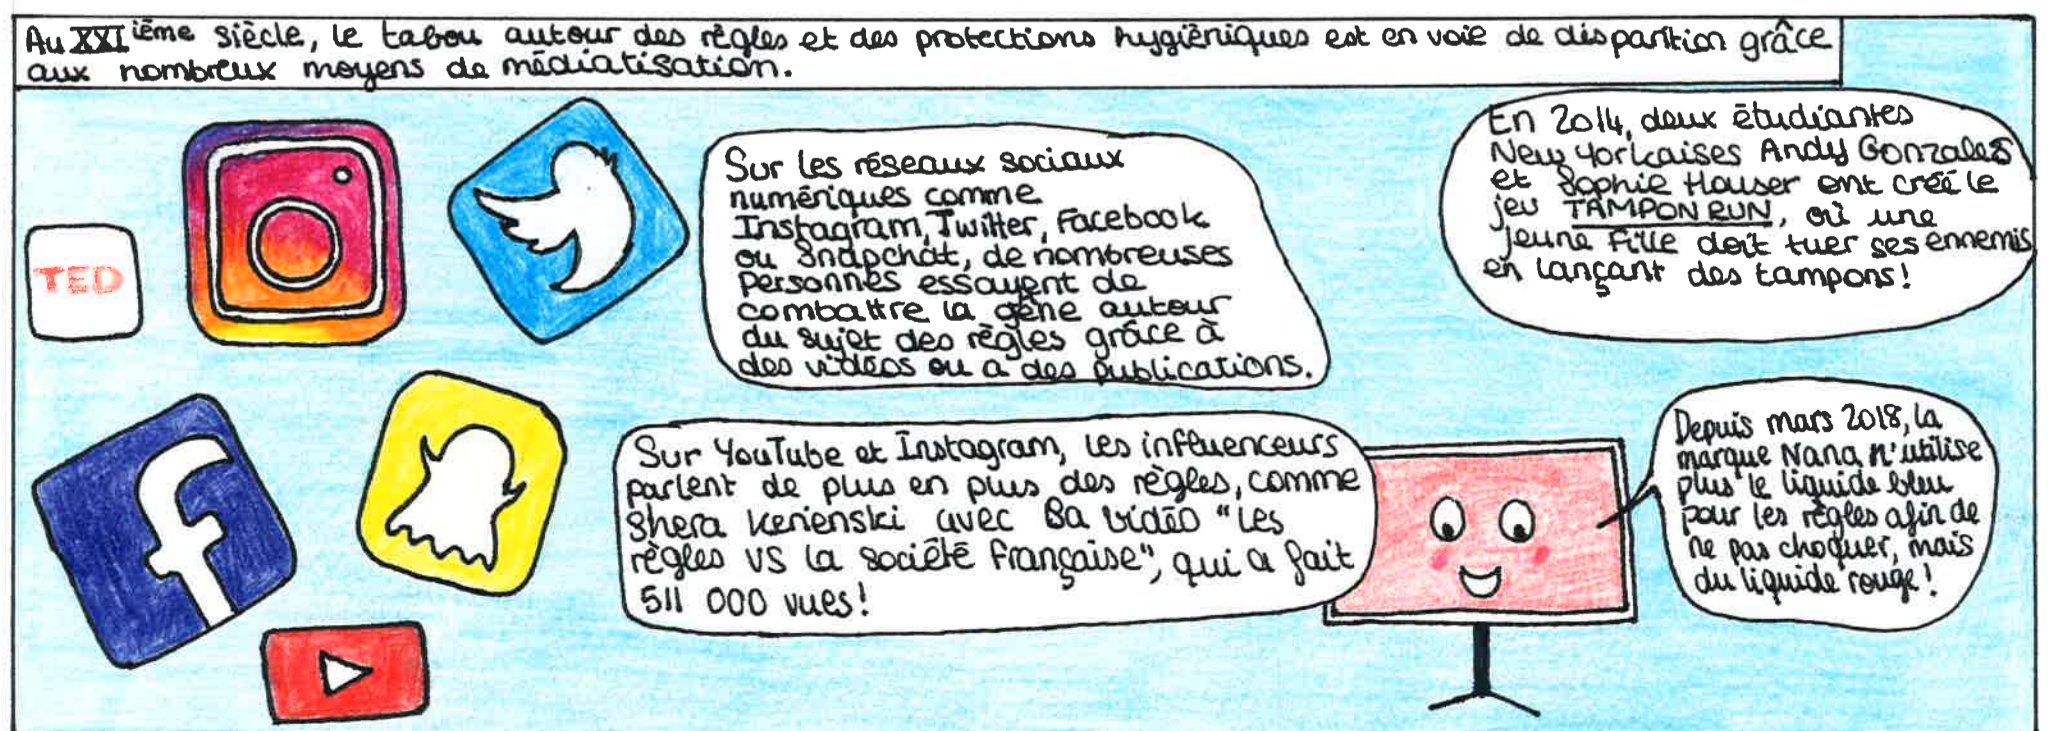 Au XXI ième siècle, le tabou autour des règles et des protections hygiéniques est en voie de disparition grâce
aux nombreux moyens de médiatisation.
TED
Sur les réseaux sociaux
numériques comme
Instagram, Twitter, Facebook
ou Snapchat, de nombreuses
personnes essayent de
combattre la gêne autour
du sujet des règles grâce à
des vidéos ou a des publications.
En 2014, deux étudiantes
New yorkaises Andy Gonzales
et Sophie Houser ont créé le
jeu TAMPON RUN, où une
jeune fille doit tuer ses ennemis
en lançant des tampons!
Sur YouTube et Instagram, les influenceurs
parlent de plus en plus des règles, comme
Shera Kerienski avec sa vidéo "Les
règles VS la société française", qui a fait
511 000 vues!
Depuis mars 2018, la
marque Nana n'utilise
plus le liquide bleu
pour les règles afin de
ne pas choquer, mais
du liquide rouge!
f